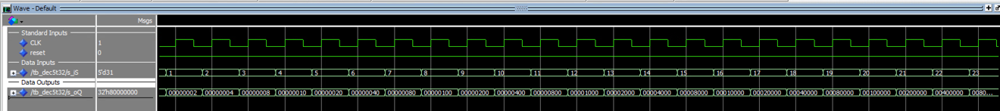 Wave - Default
Msgs
Standard Inputs
CLK 1
reset 0
Data Inputs
/tb_dec5t32/s_iS 5'd31 1 2 3 4 5 6 7 8 9 10 11 12 13 14 15 16 17 18 19 20 21 22 23
Data Outputs
/tb_dec5t32/s_oQ 32'h80000000 00000002 00000004 00000008 00000010 00000020 00000040 00000080 00000100 00000200 00000400 00000800 00001000 00002000 00004000 00008000 00010000 00020000 00040000 00080000 00100000 00200000 00400000 0080...